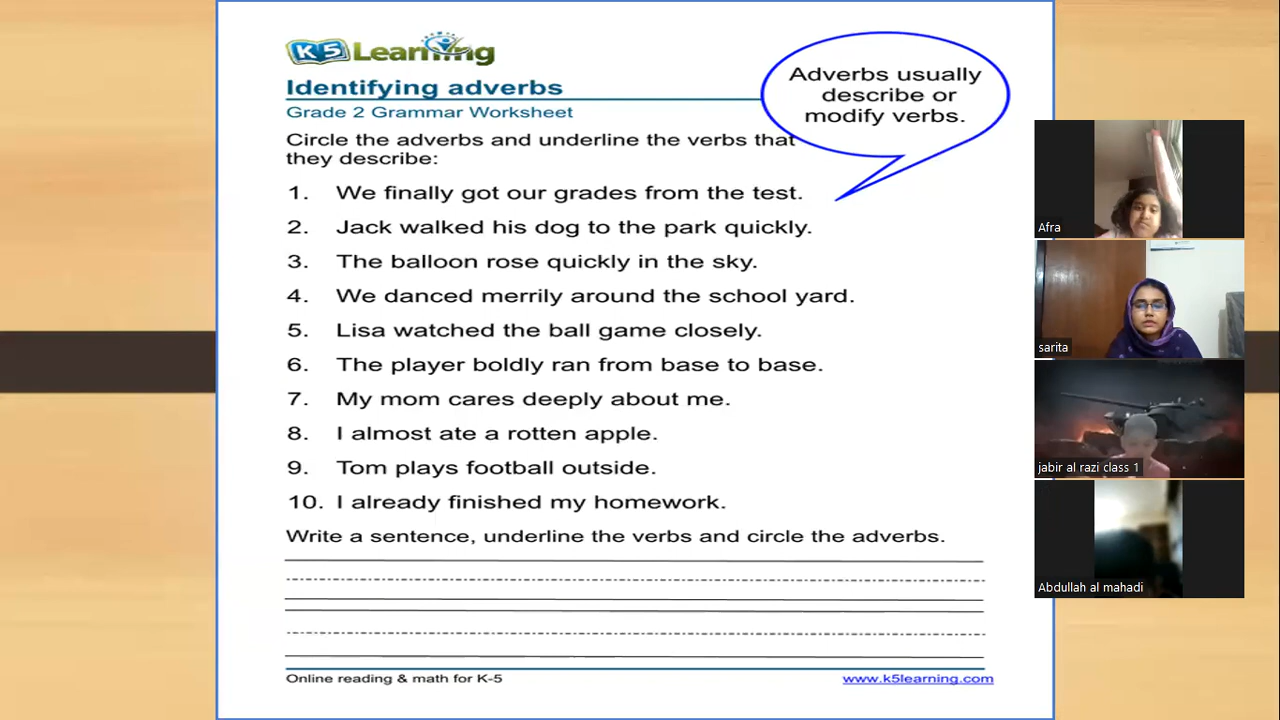 K5 Learning
Identifying adverbs
Grade 2 Grammar Worksheet
Adverbs usually
describe or
modify verbs.
Circle the adverbs and underline the verbs that
they describe:
1. We finally got our grades from the test.
2. Jack walked his dog to the park quickly.
3. The balloon rose quickly in the sky.
4. We danced merrily around the school yard.
5. Lisa watched the ball game closely.
6. The player boldly ran from base to base.
7. My mom cares deeply about me.
8. I almost ate a rotten apple.
9. Tom plays football outside.
10. I already finished my homework.
Write a sentence, underline the verbs and circle the adverbs.
Online reading & math for K-5
www.k5learning.com
Afra
sarita
jabir al razi class 1
Abdullah al mahadi